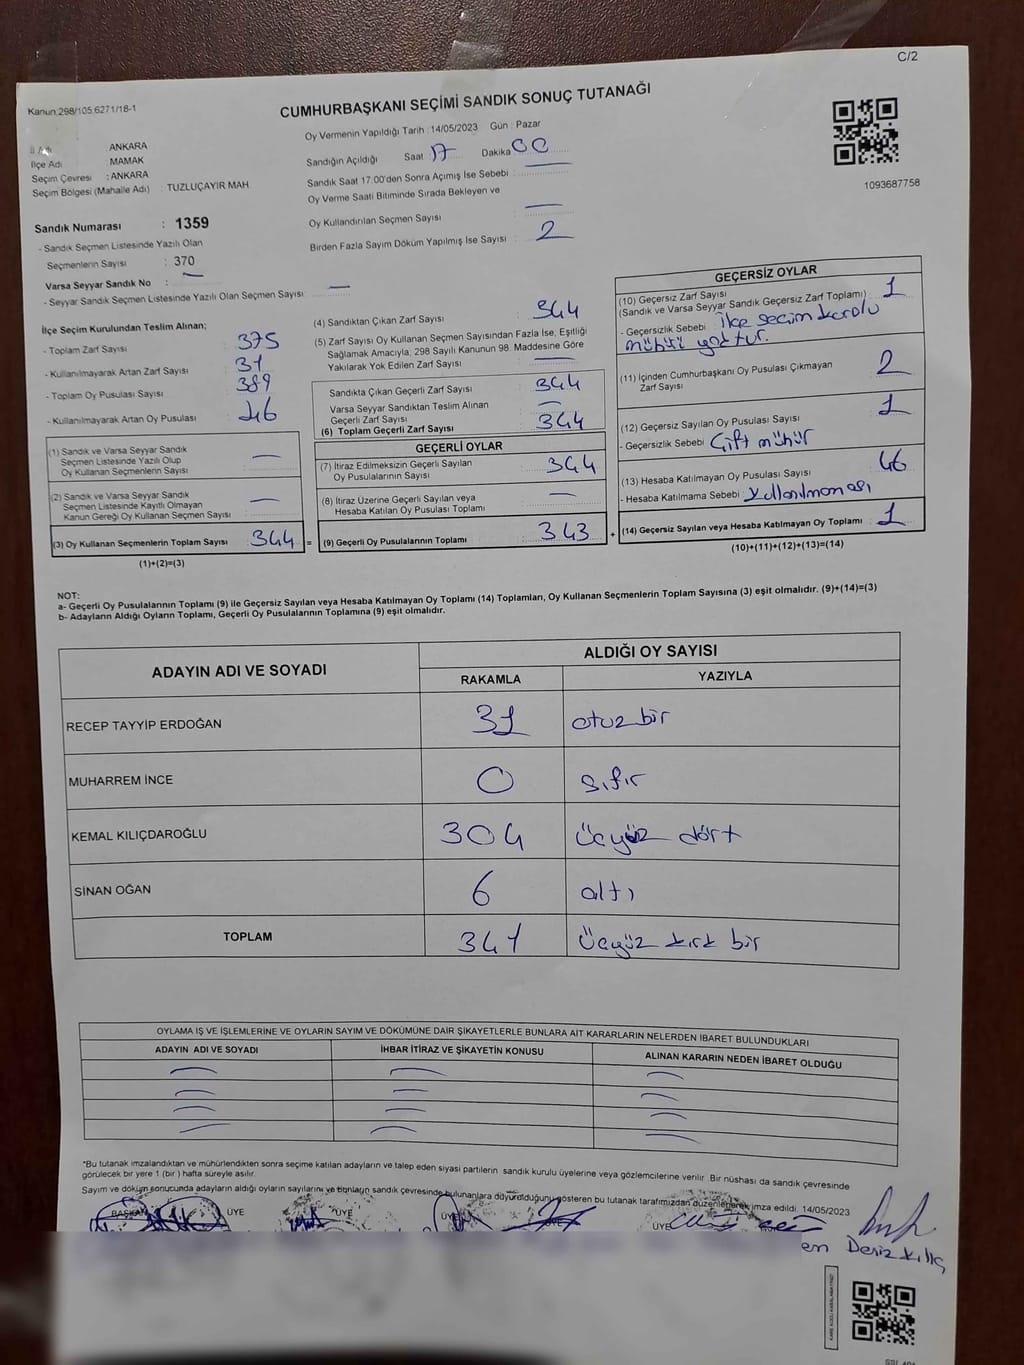 C/2
Kanun:298/105.6271/18-1
CUMHURBAŞKANI SEÇİMİ SANDIK SONUÇ TUTANAĞI
İl Adı : ANKARA
İlçe Adı : MAMAK
Seçim Çevresi : ANKARA
Seçim Bölgesi (Mahalle Adı) : TUZLUÇAYIR MAH.
Sandık Numarası : 1359
- Sandık Seçmen Listesinde Yazılı Olan
Seçmenlerin Sayısı : 370
Varsa Seyyar Sandık No : —
- Seyyar Sandık Seçmen Listesinde Yazılı Olan Seçmen Sayısı : —
Oy Vermenin Yapıldığı Tarih : 14/05/2023 Gün : Pazar
Sandığın Açıldığı Saat 17 Dakika 00
Sandık Saat 17:00'den Sonra Açımış İse Sebebi : —
Oy Verme Saati Bitiminde Sırada Bekleyen ve
Oy Kullandırılan Seçmen Sayısı : —
Birden Fazla Sayım Döküm Yapılmış İse Sayısı : 2
1093687758
İlçe Seçim Kurulundan Teslim Alınan;
- Toplam Zarf Sayısı : 375
- Kullanılmayarak Artan Zarf Sayısı : 31
- Toplam Oy Pusulası Sayısı : 389
- Kullanılmayarak Artan Oy Pusulası : 46
(1) Sandık ve Varsa Seyyar Sandık
Seçmen Listesinde Yazılı Olup
Oy Kullanan Seçmenlerin Sayısı : —
(2) Sandık ve Varsa Seyyar Sandık
Seçmen Listesinde Kayıtlı Olmayan
Kanun Gereği Oy Kullanan Seçmen Sayısı : —
(3) Oy Kullanan Seçmenlerin Toplam Sayısı : 344 =
(1)+(2)=(3)
(4) Sandıktan Çıkan Zarf Sayısı : 344
(5) Zarf Sayısı Oy Kullanan Seçmen Sayısından Fazla İse, Eşitliği
Sağlamak Amacıyla, 298 Sayılı Kanunun 98. Maddesine Göre
Yakılarak Yok Edilen Zarf Sayısı : —
Sandıkta Çıkan Geçerli Zarf Sayısı : 344
Varsa Seyyar Sandıktan Teslim Alınan
Geçerli Zarf Sayısı : —
(6) Toplam Geçerli Zarf Sayısı : 344
GEÇERLİ OYLAR
(7) İtiraz Edilmeksizin Geçerli Sayılan
Oy Pusulalarının Sayısı : 344
(8) İtiraz Üzerine Geçerli Sayılan veya
Hesaba Katılan Oy Pusulası Toplamı : —
(9) Geçerli Oy Pusulalarının Toplamı : 343 +
GEÇERSİZ OYLAR
(10) Geçersiz Zarf Sayısı : 1
(Sandık ve Varsa Seyyar Sandık Geçersiz Zarf Toplamı)
- Geçersizlik Sebebi : ilçe seçim kurulu
mühürü yoktur.
(11) İçinden Cumhurbaşkanı Oy Pusulası Çıkmayan
Zarf Sayısı : 2
(12) Geçersiz Sayılan Oy Pusulası Sayısı : 1
- Geçersizlik Sebebi : Çift mühür
(13) Hesaba Katılmayan Oy Pusulası Sayısı : 46
- Hesaba Katılmama Sebebi : kullanılmaması
(14) Geçersiz Sayılan veya Hesaba Katılmayan Oy Toplamı : 1
(10)+(11)+(12)+(13)=(14)
NOT:
a- Geçerli Oy Pusulalarının Toplamı (9) ile Geçersiz Sayılan veya Hesaba Katılmayan Oy Toplamı (14) Toplamları, Oy Kullanan Seçmenlerin Toplam Sayısına (3) eşit olmalıdır. (9)+(14)=(3)
b- Adayların Aldığı Oyların Toplamı, Geçerli Oy Pusulalarının Toplamına (9) eşit olmalıdır.
ADAYIN ADI VE SOYADI ALDIĞI OY SAYISI
RAKAMLA YAZIYLA
RECEP TAYYİP ERDOĞAN 31 otuz bir
MUHARREM İNCE 0 sıfır
KEMAL KILIÇDAROĞLU 304 üçyüz dört
SİNAN OĞAN 6 altı
TOPLAM 341 üçyüz kırk bir
OYLAMA İŞ VE İŞLEMLERİNE VE OYLARIN SAYIM VE DÖKÜMÜNE DAİR ŞİKAYETLERLE BUNLARA AİT KARARLARIN NELERDEN İBARET BULUNDUKLARI
ADAYIN ADI VE SOYADI İHBAR İTİRAZ VE ŞİKAYETİN KONUSU ALINAN KARARIN NEDEN İBARET OLDUĞU
*Bu tutanak imzalandıktan ve mühürlendikten sonra seçime katılan adayların ve talep eden siyasi partilerin sandık kurulu üyelerine veya gözlemcilerine verilir. Bir nüshası da sandık çevresinde
görülecek bir yere 1 (bir ) hafta süreyle asılır.
Sayım ve döküm sonucunda adayların aldığı oyların sayılarını ve bunların sandık çevresinde bulunanlara duyurulduğunu gösteren bu tutanak tarafımızdan düzenlenerek imza edildi. 14/05/2023
BAŞKAN ÜYE ÜYE ÜYE ÜYE
en Deniz Kılıç